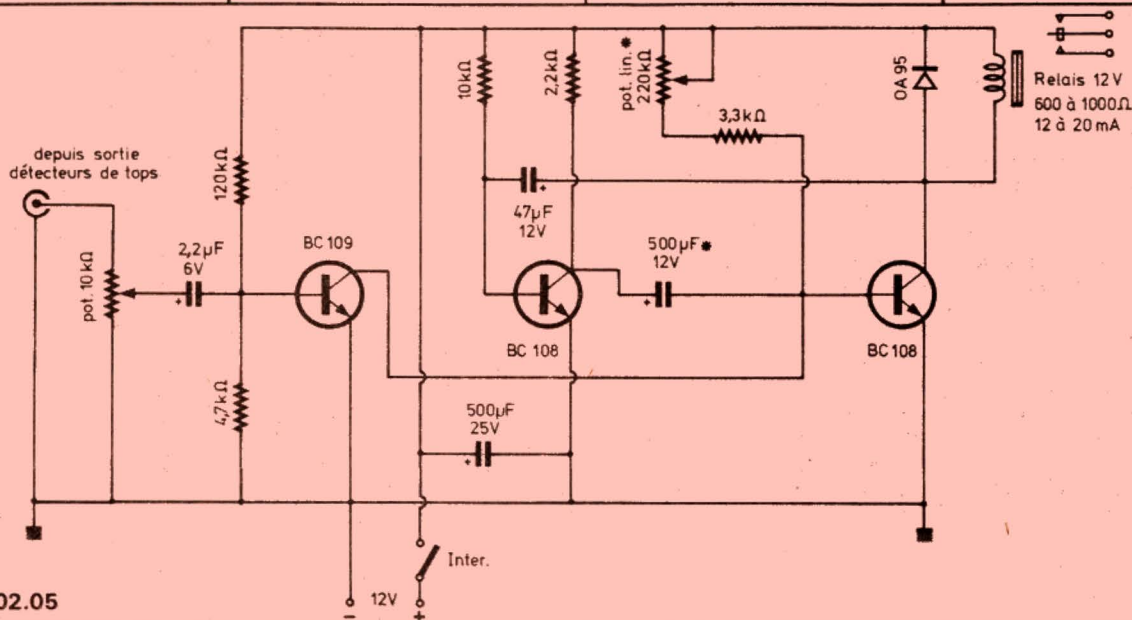 Relais 12V
600 à 1000Ω
12 à 20 mA
OA 95
10kΩ
2,2kΩ
pot. lin.*
220kΩ
3,3kΩ
depuis sortie
détecteurs de tops
120kΩ
47µF
12V
500µF*
12V
2,2µF
6V
BC 109
pot. 10kΩ
+
+
+
BC 108
BC 108
4,7kΩ
500µF
25V
+
Inter.
02.05
12V
-
+